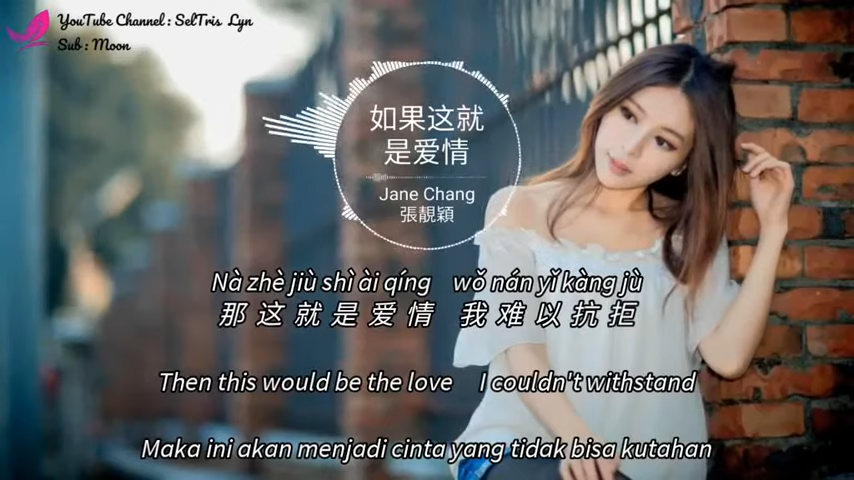 YouTube Channel : SelTris Lyn
Sub : Moon
如果这就
是爱情
Jane Chang
張靚穎
Nà zhè jiù shì ài qíng wǒ nán yǐ kàng jù
那这就是爱情 我难以抗拒
Then this would be the love I couldn't withstand
Maka ini akan menjadi cinta yang tidak bisa kutahan